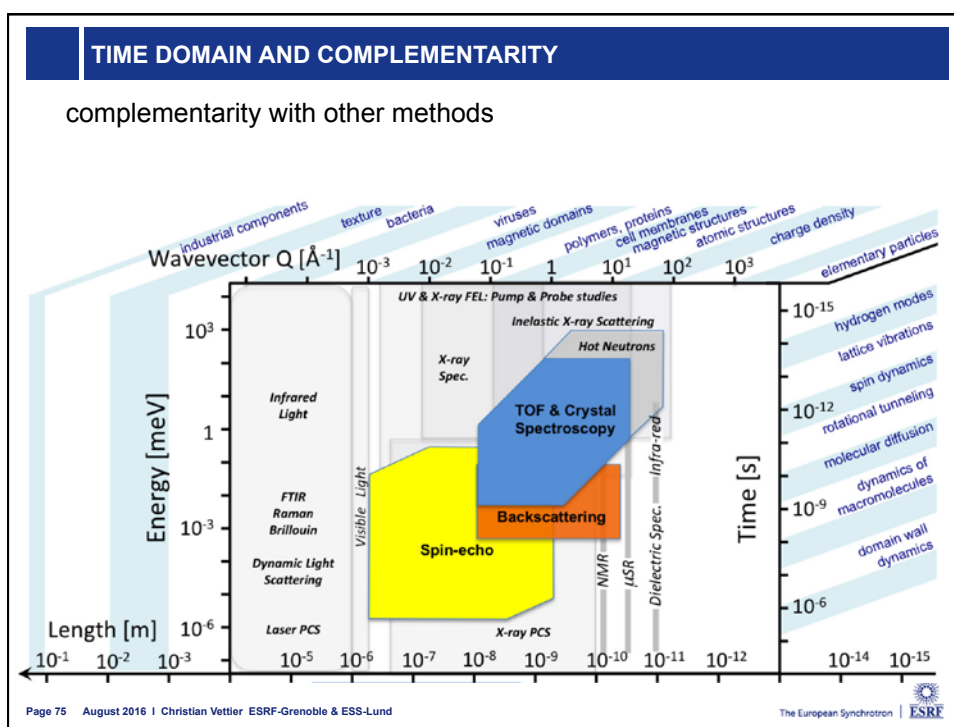 TIME DOMAIN AND COMPLEMENTARITY
complementarity with other methods
industrial components
texture
bacteria
viruses
magnetic domains
polymers, proteins
cell membranes
magnetic structures
atomic structures
charge density
elementary particles
Wavevector Q [Å-1]
10-3 10-2 10-1 1 101 102 103
UV & X-ray FEL: Pump & Probe studies
Inelastic X-ray Scattering
Hot Neutrons
X-ray
Spec.
TOF & Crystal
Spectroscopy
Infrared
Light
FTIR
Raman
Brillouin
Dynamic Light
Scattering
Laser PCS
Visible Light
Spin-echo
Backscattering
X-ray PCS
NMR
µSR
Dielectric Spec. Infra-red
Energy [meV]
103
1
10-3
10-6
Time [s]
10-15
10-12
10-9
10-6
hydrogen modes
lattice vibrations
spin dynamics
rotational tunneling
molecular diffusion
dynamics of
macromolecules
domain wall
dynamics
Length [m]
10-1 10-2 10-3 10-5 10-6 10-7 10-8 10-9 10-10 10-11 10-12 10-14 10-15
Page 75 August 2016 l Christian Vettier ESRF-Grenoble & ESS-Lund
The European Synchrotron | ESRF